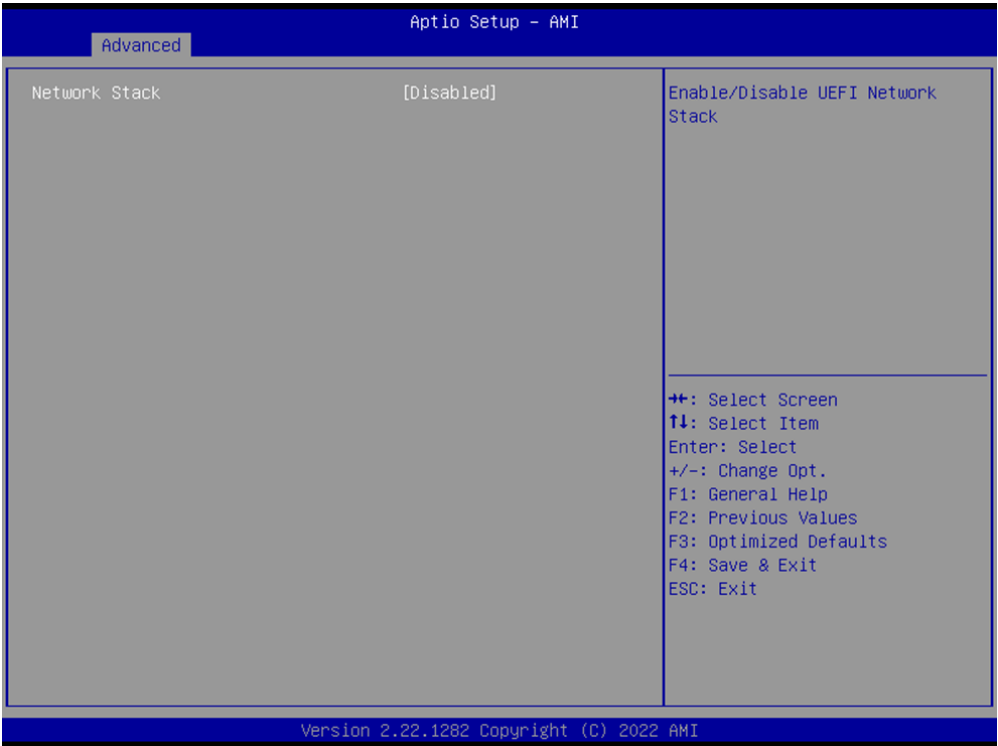 Aptio Setup – AMI
Advanced
Network Stack [Disabled]
Enable/Disable UEFI Network
Stack
→←: Select Screen
↑↓: Select Item
Enter: Select
+/-: Change Opt.
F1: General Help
F2: Previous Values
F3: Optimized Defaults
F4: Save & Exit
ESC: Exit
Version 2.22.1282 Copyright (C) 2022 AMI